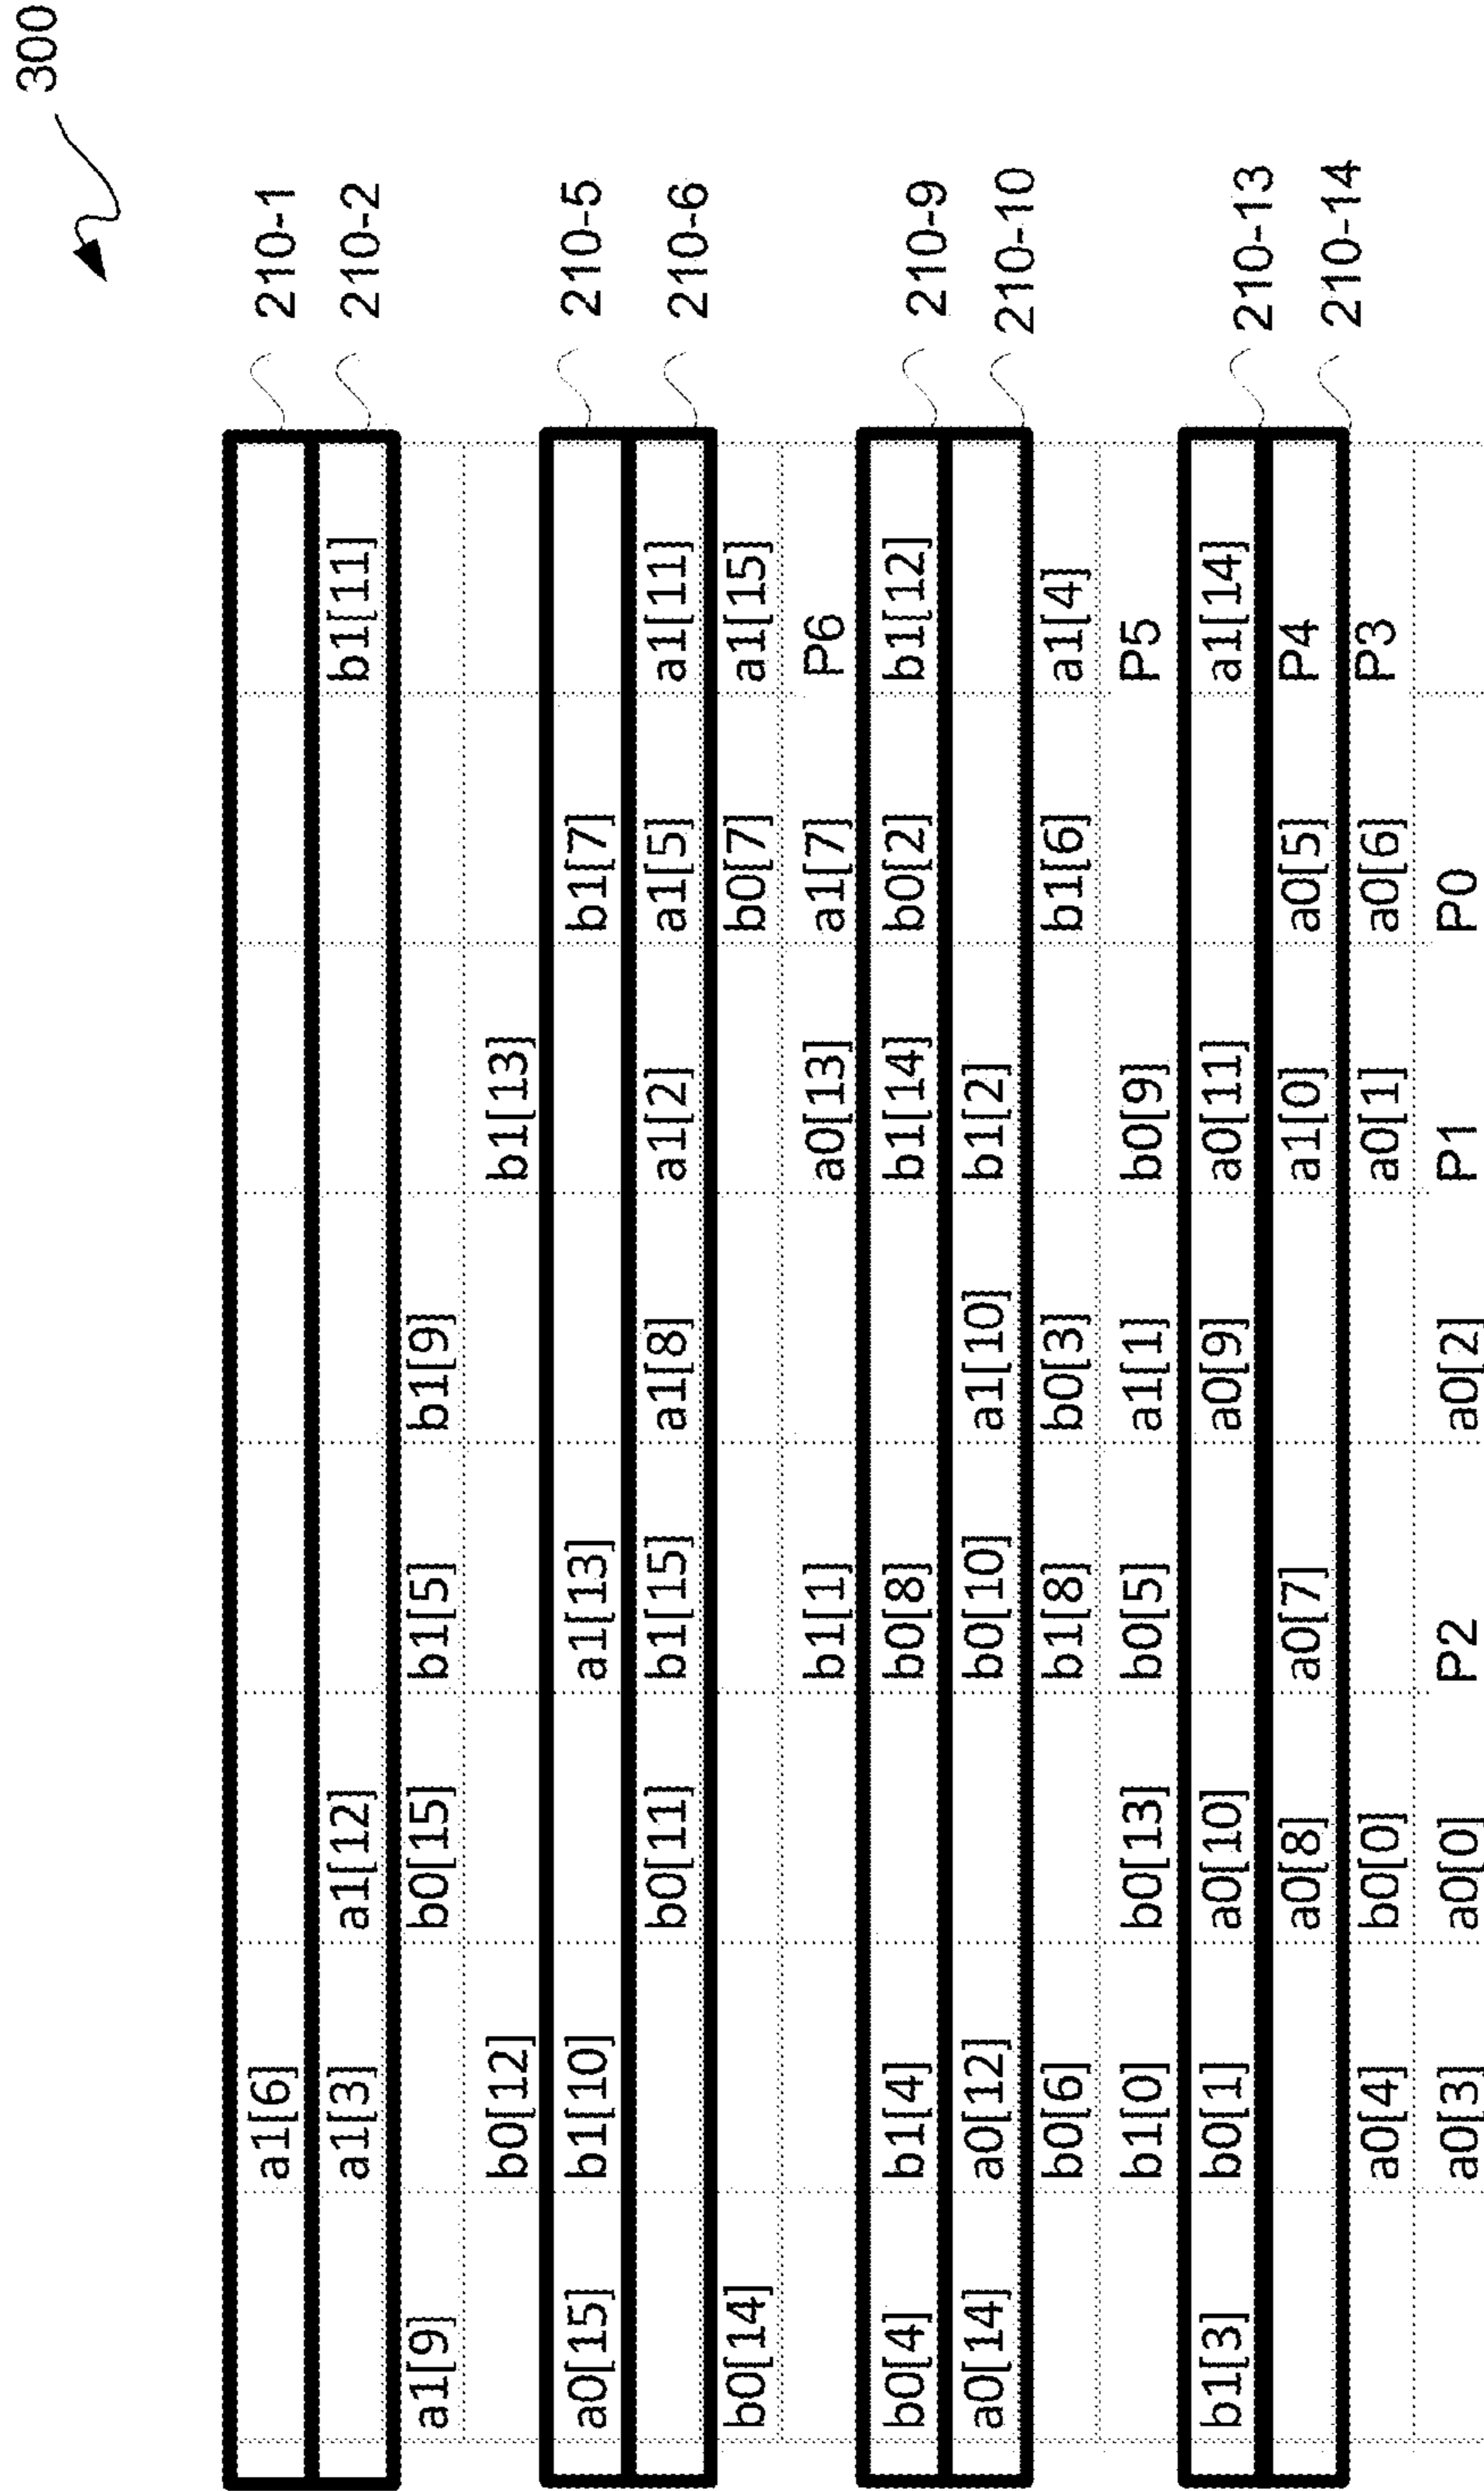 300
a1[6] 210-1
a1[3] a1[12] b1[11] 210-2
a1[9] b0[15] b1[5] b1[9]
b0[12] b1[13]
a0[15] b1[10] a1[13] b1[7] 210-5
b0[11] b1[15] a1[8] a1[2] a1[5] a1[11] 210-6
b0[14] b0[7] a1[15]
b1[1] a0[13] a1[7] P6
b0[4] b1[4] b0[8] b1[14] b0[2] b1[12] 210-9
a0[14] a0[12] b0[10] a1[10] b1[2] 210-10
b0[6] b1[8] b0[3] b1[6] a1[4]
b1[0] b0[13] b0[5] a1[1] b0[9] P5
b1[3] b0[1] a0[10] a0[9] a0[11] a1[14] 210-13
a0[8] a0[7] a1[0] a0[5] P4 210-14
a0[4] b0[0] a0[1] a0[6] P3
a0[3] a0[0] P2 a0[2] P1 P0